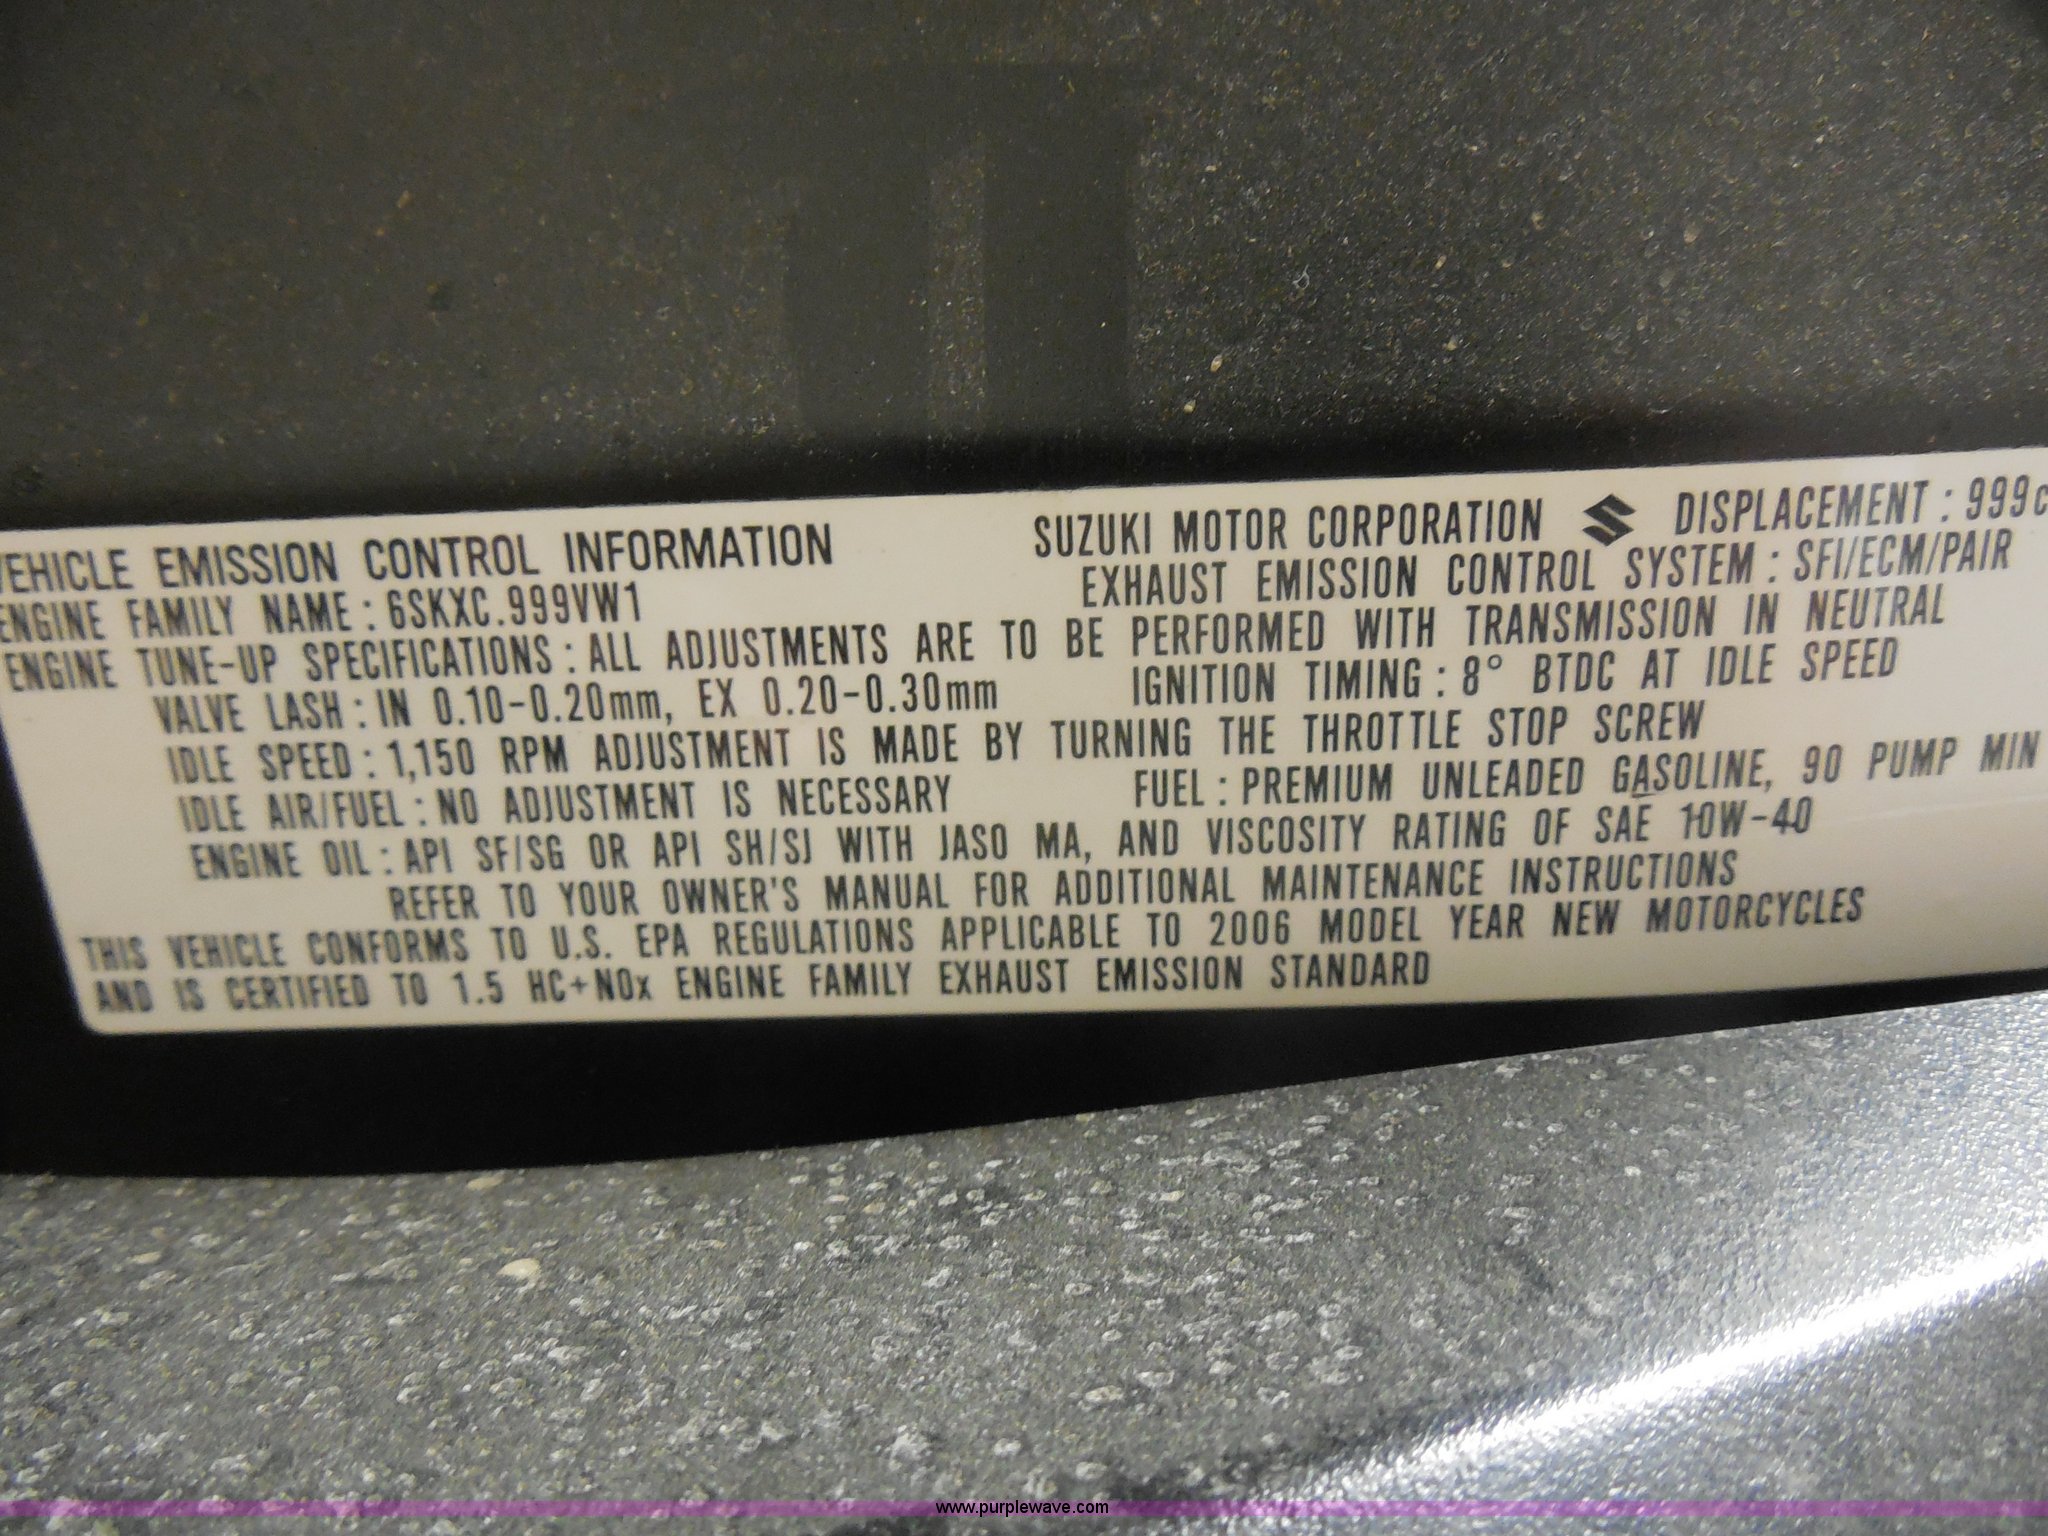 VEHICLE EMISSION CONTROL INFORMATION SUZUKI MOTOR CORPORATION DISPLACEMENT : 999c
ENGINE FAMILY NAME : 6SKXC.999VW1 EXHAUST EMISSION CONTROL SYSTEM : SFI/ECM/PAIR
ENGINE TUNE-UP SPECIFICATIONS : ALL ADJUSTMENTS ARE TO BE PERFORMED WITH TRANSMISSION IN NEUTRAL
VALVE LASH : IN 0.10-0.20mm, EX 0.20-0.30mm IGNITION TIMING : 8° BTDC AT IDLE SPEED
IDLE SPEED : 1,150 RPM ADJUSTMENT IS MADE BY TURNING THE THROTTLE STOP SCREW
IDLE AIR/FUEL : NO ADJUSTMENT IS NECESSARY FUEL : PREMIUM UNLEADED GASOLINE, 90 PUMP MIN
ENGINE OIL : API SF/SG OR API SH/SJ WITH JASO MA, AND VISCOSITY RATING OF SAE 10W-40
REFER TO YOUR OWNER'S MANUAL FOR ADDITIONAL MAINTENANCE INSTRUCTIONS
THIS VEHICLE CONFORMS TO U.S. EPA REGULATIONS APPLICABLE TO 2006 MODEL YEAR NEW MOTORCYCLES
AND IS CERTIFIED TO 1.5 HC+NOx ENGINE FAMILY EXHAUST EMISSION STANDARD
www.purplewave.com